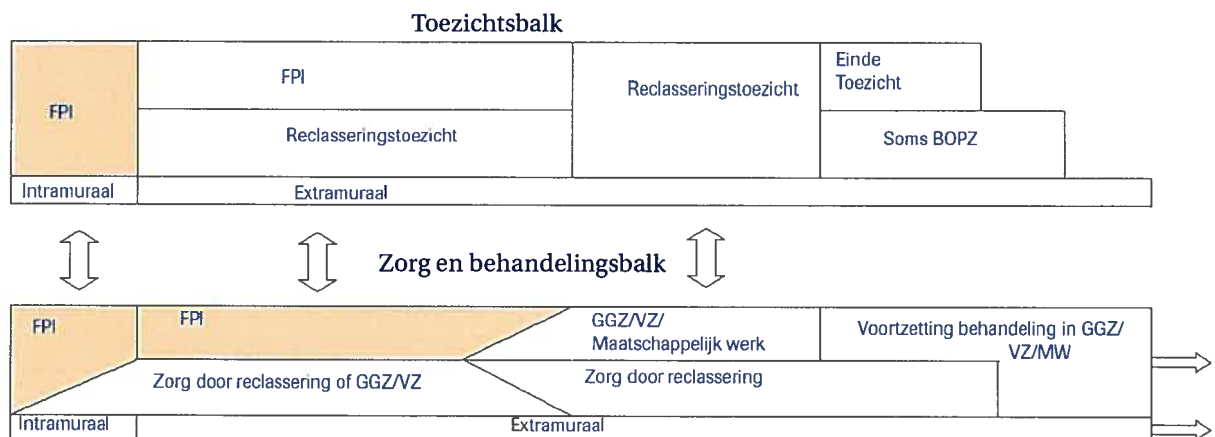 Toezichtsbalk
FPI
FPI
Reclasseringstoezicht
Reclasseringstoezicht
Einde
Toezicht
Soms BOPZ
Intramuraal
Extramuraal
Zorg en behandelingsbalk
FPI
FPI
GGZ/VZ/
Maatschappelijk werk
Voortzetting behandeling in GGZ/
VZ/MW
Zorg door reclassering of GGZ/VZ
Zorg door reclassering
Intramuraal
Extramuraal